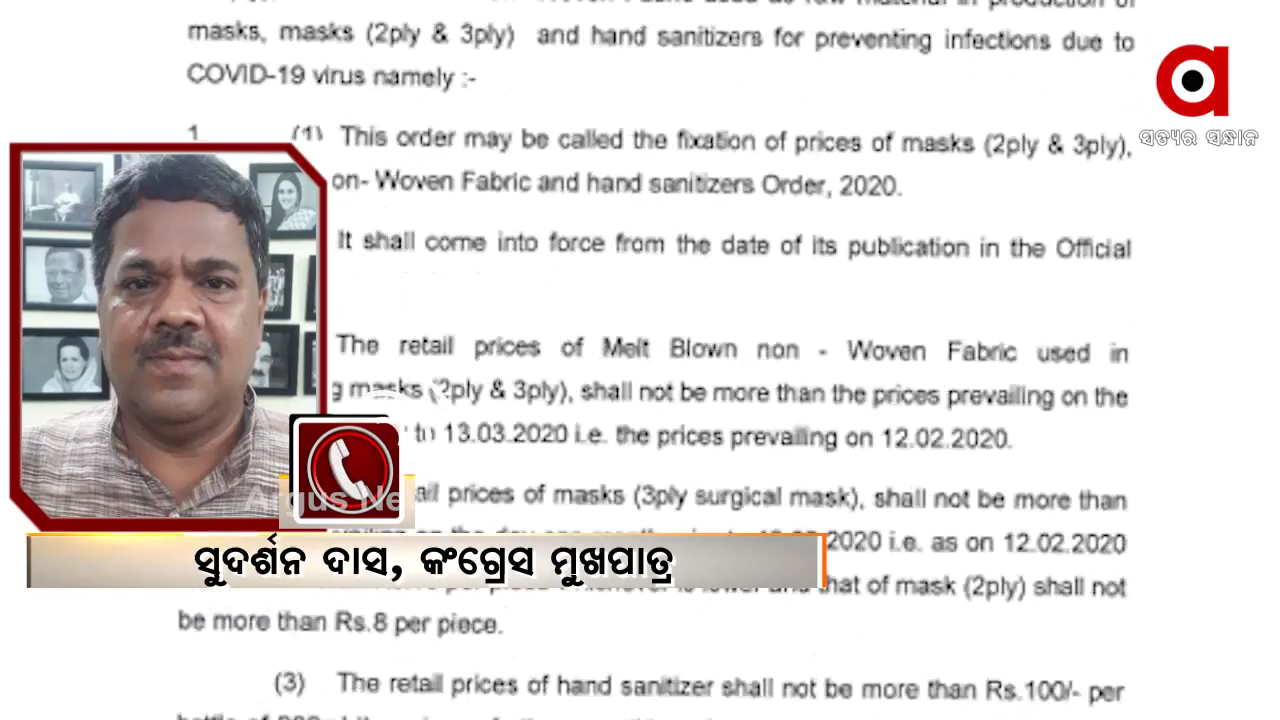 masks, masks (2ply & 3ply) and hand sanitizers for preventing infections due to
COVID-19 virus namely :-
1 (1) This order may be called the fixation of prices of masks (2ply & 3ply),
on- Woven Fabric and hand sanitizers Order, 2020.
It shall come into force from the date of its publication in the Official
The retail prices of Melt Blown non - Woven Fabric used in
masks (2ply & 3ply), shall not be more than the prices prevailing on the
to 13.03.2020 i.e. the prices prevailing on 12.02.2020.
prices of masks (3ply surgical mask), shall not be more than
2020 i.e. as on 12.02.2020
that of mask (2ply) shall not
be more than Rs.8 per piece.
(3) The retail prices of hand sanitizer shall not be more than Rs.100/- per
a
ସତ୍ୟର ସନ୍ଧାନ
Argus Ne
ସୁଦର୍ଶନ ଦାସ, କଂଗ୍ରେସ ମୁଖପାତ୍ର